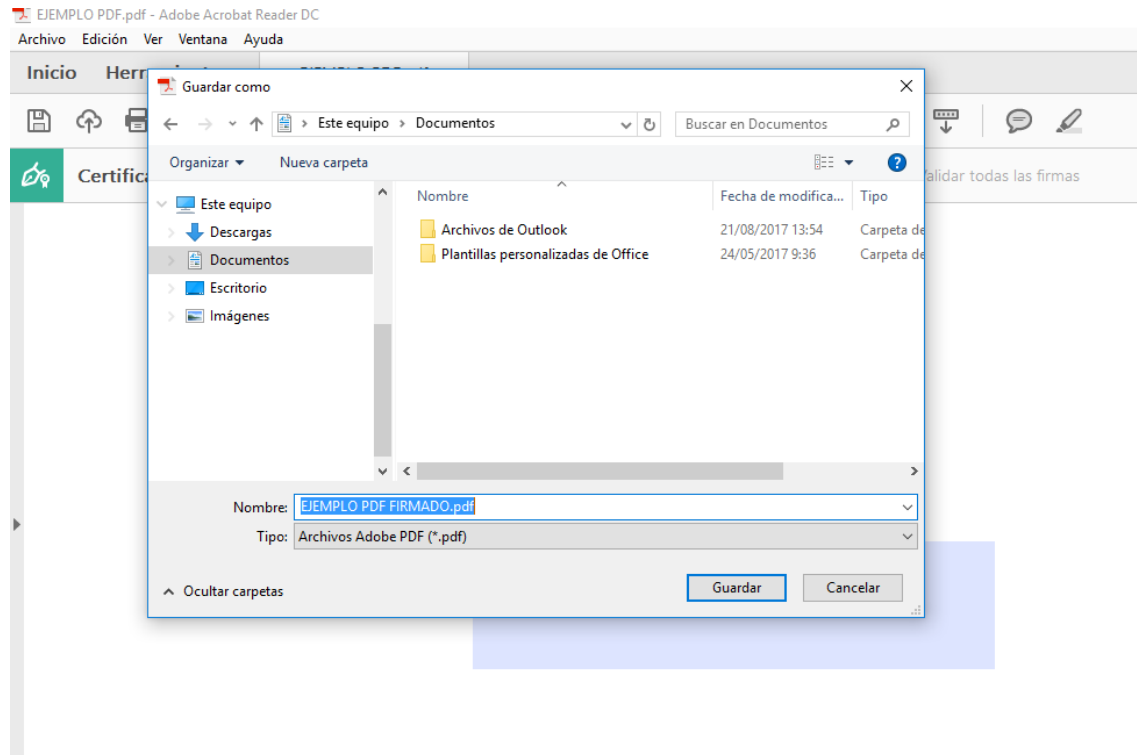 EJEMPLO PDF.pdf - Adobe Acrobat Reader DC
Archivo Edición Ver Ventana Ayuda
Inicio
Guardar como
Este equipo > Documentos
Buscar en Documentos
Organizar
Nueva carpeta
?
Certifica
Validar todas las firmas
Nombre
Fecha de modifica...
Tipo
Este equipo
Descargas
Documentos
Escritorio
Imágenes
Archivos de Outlook 21/08/2017 13:54 Carpeta de
Plantillas personalizadas de Office 24/05/2017 9:36 Carpeta de
Nombre: EJEMPLO PDF FIRMADO.pdf
Tipo: Archivos Adobe PDF (*.pdf)
Ocultar carpetas
Guardar
Cancelar